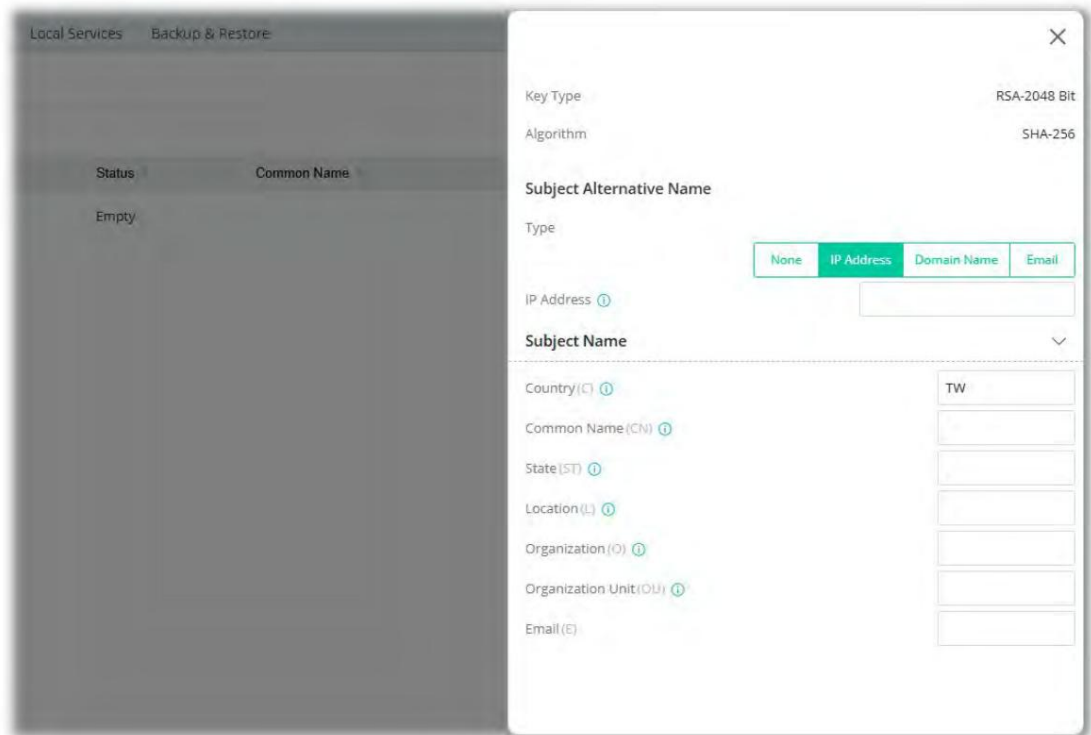 Local Services Backup & Restore
Status Common Name
Empty
Key Type RSA-2048 Bit
Algorithm SHA-256
Subject Alternative Name
Type
None IP Address Domain Name Email
IP Address
Subject Name
Country(C) TW
Common Name(CN)
State(ST)
Location(L)
Organization(O)
Organization Unit(OU)
Email(E)